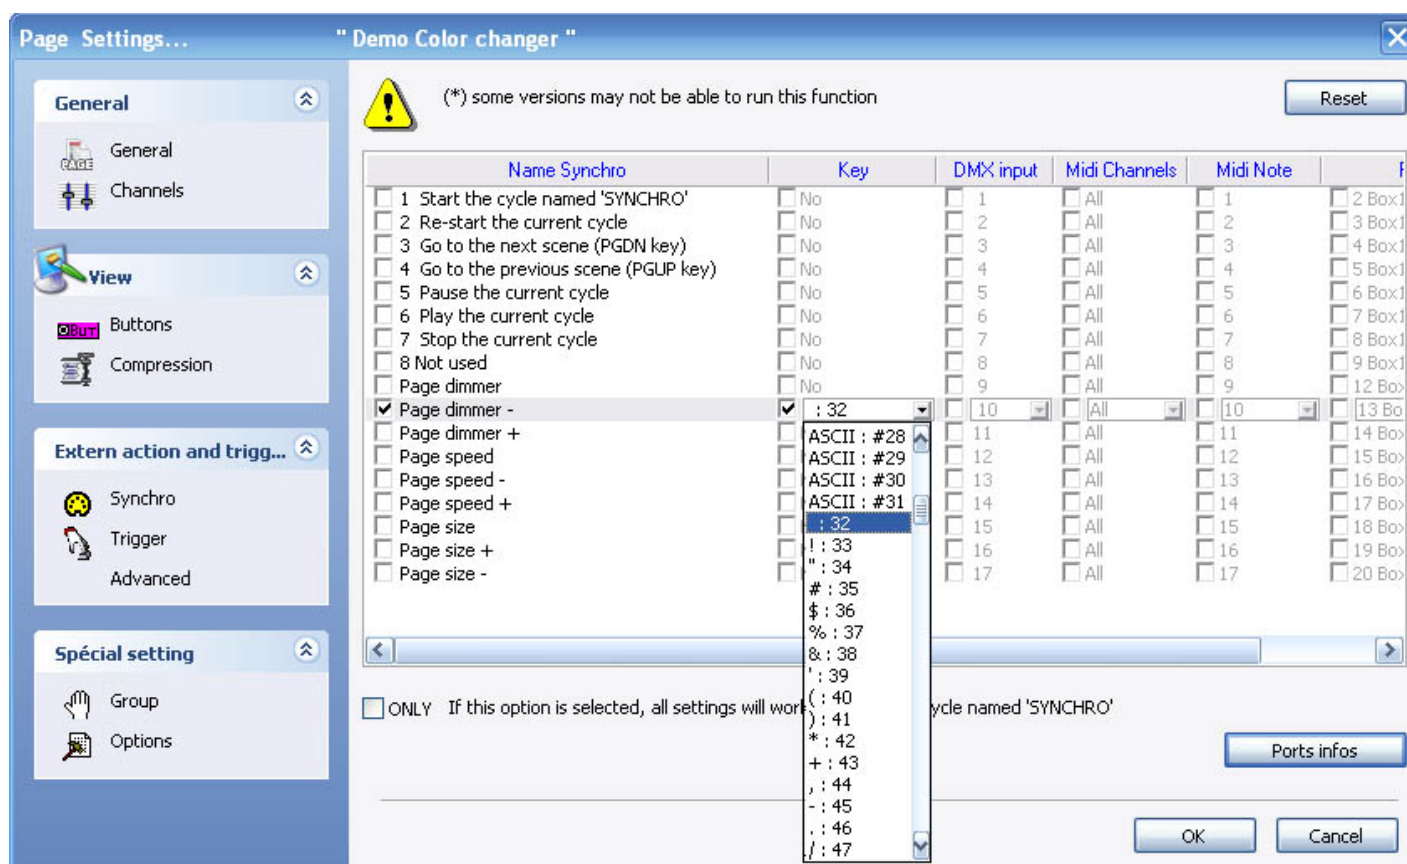 Page Settings... " Demo Color changer "
General
General
Channels
View
Buttons
Compression
Extern action and trigg...
Synchro
Trigger
Advanced
Spécial setting
Group
Options
(*) some versions may not be able to run this function
Reset
Name Synchro Key DMX input Midi Channels Midi Note
1 Start the cycle named 'SYNCHRO' No 1 All 1 2 Box1
2 Re-start the current cycle No 2 All 2 3 Box1
3 Go to the next scene (PGDN key) No 3 All 3 4 Box1
4 Go to the previous scene (PGUP key) No 4 All 4 5 Box1
5 Pause the current cycle No 5 All 5 6 Box1
6 Play the current cycle No 6 All 6 7 Box1
7 Stop the current cycle No 7 All 7 8 Box1
8 Not used No 8 All 8 9 Box1
Page dimmer No 9 All 9 12 Box
Page dimmer - : 32 10 All 10 13 Bo
Page dimmer + 11 All 11 14 Box
Page speed 12 All 12 15 Box
Page speed - 13 All 13 16 Box
Page speed + 14 All 14 17 Box
Page size 15 All 15 18 Box
Page size + 16 All 16 19 Box
Page size - 17 All 17 20 Box
ASCII : #28
ASCII : #29
ASCII : #30
ASCII : #31
: 32
! : 33
" : 34
# : 35
$ : 36
% : 37
& : 38
' : 39
( : 40
) : 41
* : 42
+ : 43
, : 44
- : 45
. : 46
/ : 47
ONLY If this option is selected, all settings will work ycle named 'SYNCHRO'
Ports infos
OK Cancel